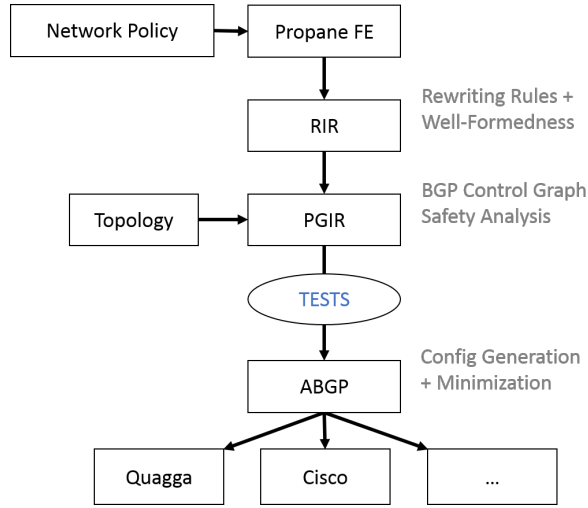 Network Policy
Propane FE
Rewriting Rules +
Well-Formedness
RIR
BGP Control Graph
Safety Analysis
Topology
PGIR
TESTS
Config Generation
+ Minimization
ABGP
Quagga
Cisco
...